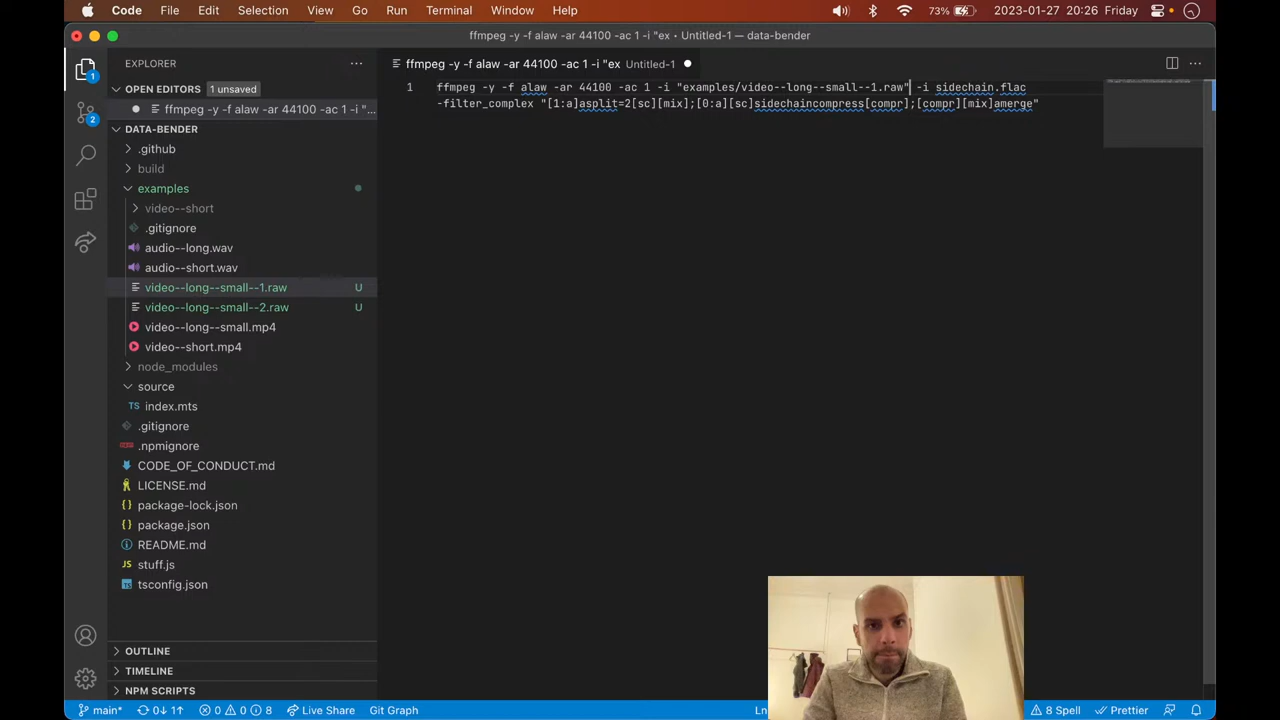 Code File Edit Selection View Go Run Terminal Window Help 73% 2023-01-27 20:26 Friday
ffmpeg -y -f alaw -ar 44100 -ac 1 -i "ex • Untitled-1 — data-bender
EXPLORER
ffmpeg -y -f alaw -ar 44100 -ac 1 -i "ex Untitled-1
1
OPEN EDITORS 1 unsaved
ffmpeg -y -f alaw -ar 44100 -ac 1 -i "...
1 ffmpeg -y -f alaw -ar 44100 -ac 1 -i "examples/video--long--small--1.raw" -i sidechain.flac
-filter_complex "[1:a]asplit=2[sc][mix];[0:a][sc]sidechaincompress[compr];[compr][mix]amerge"
2
DATA-BENDER
.github
build
examples
video--short
.gitignore
audio--long.wav
audio--short.wav
video--long--small--1.raw U
video--long--small--2.raw U
video--long--small.mp4
video--short.mp4
node_modules
source
TS index.mts
.gitignore
.npmignore
CODE_OF_CONDUCT.md
LICENSE.md
{ } package-lock.json
{ } package.json
README.md
JS stuff.js
tsconfig.json
OUTLINE
TIMELINE
NPM SCRIPTS
main* 0↓ 1↑ 0 0 8 Live Share Git Graph Ln 8 Spell Prettier